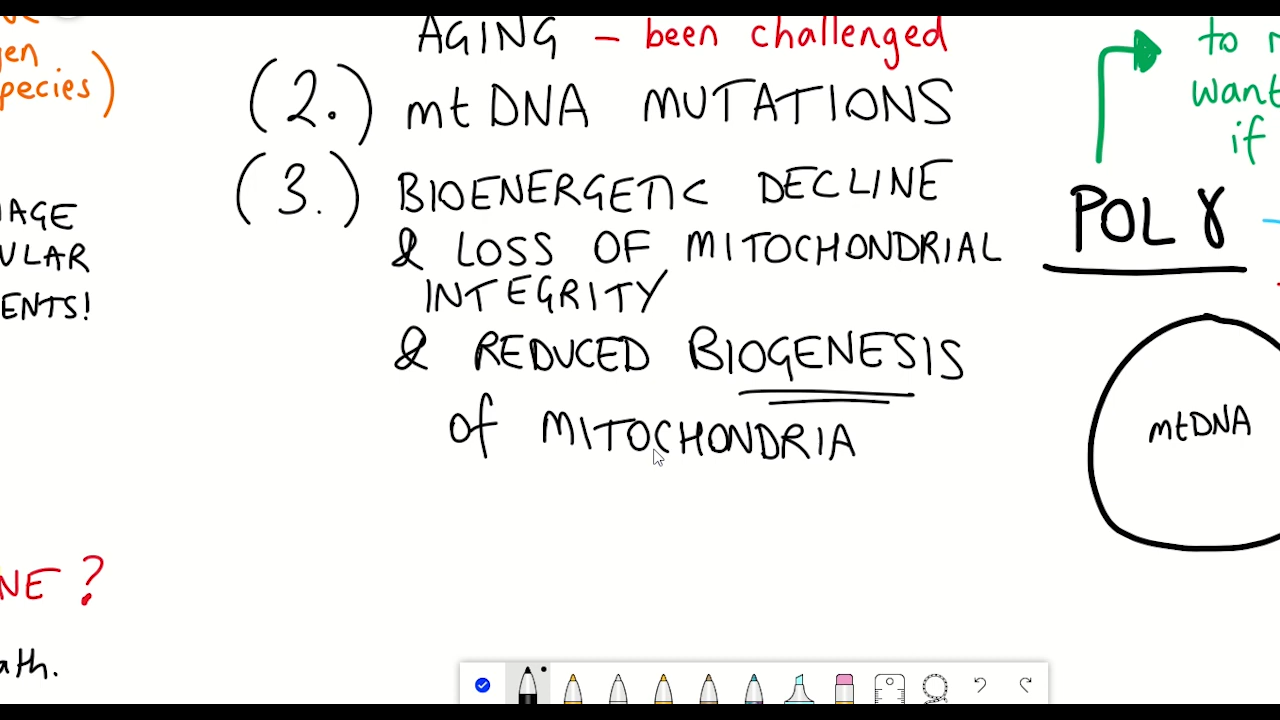 AGING - been challenged
(2.) mtDNA MUTATIONS
(3.) BIOENERGETIC DECLINE
& LOSS OF MITOCHONDRIAL
INTEGRITY
& REDUCED BIOGENESIS
of MITOCHONDRIA
pecies)
AGE
ULAR
ENTS!
NE?
ath.
to
want
if
POL γ
mtDNA